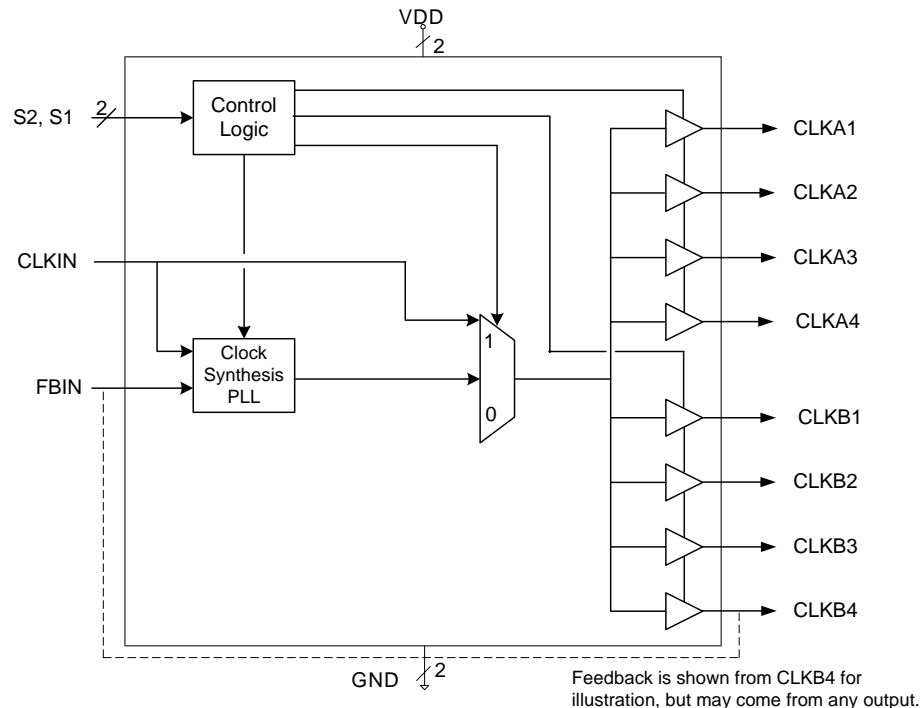 VDD
2
S2, S1
2
Control
Logic
CLKA1
CLKA2
CLKIN
CLKA3
CLKA4
1
Clock
Synthesis
PLL
FBIN
0
CLKB1
CLKB2
CLKB3
CLKB4
GND
2
Feedback is shown from CLKB4 for
illustration, but may come from any output.